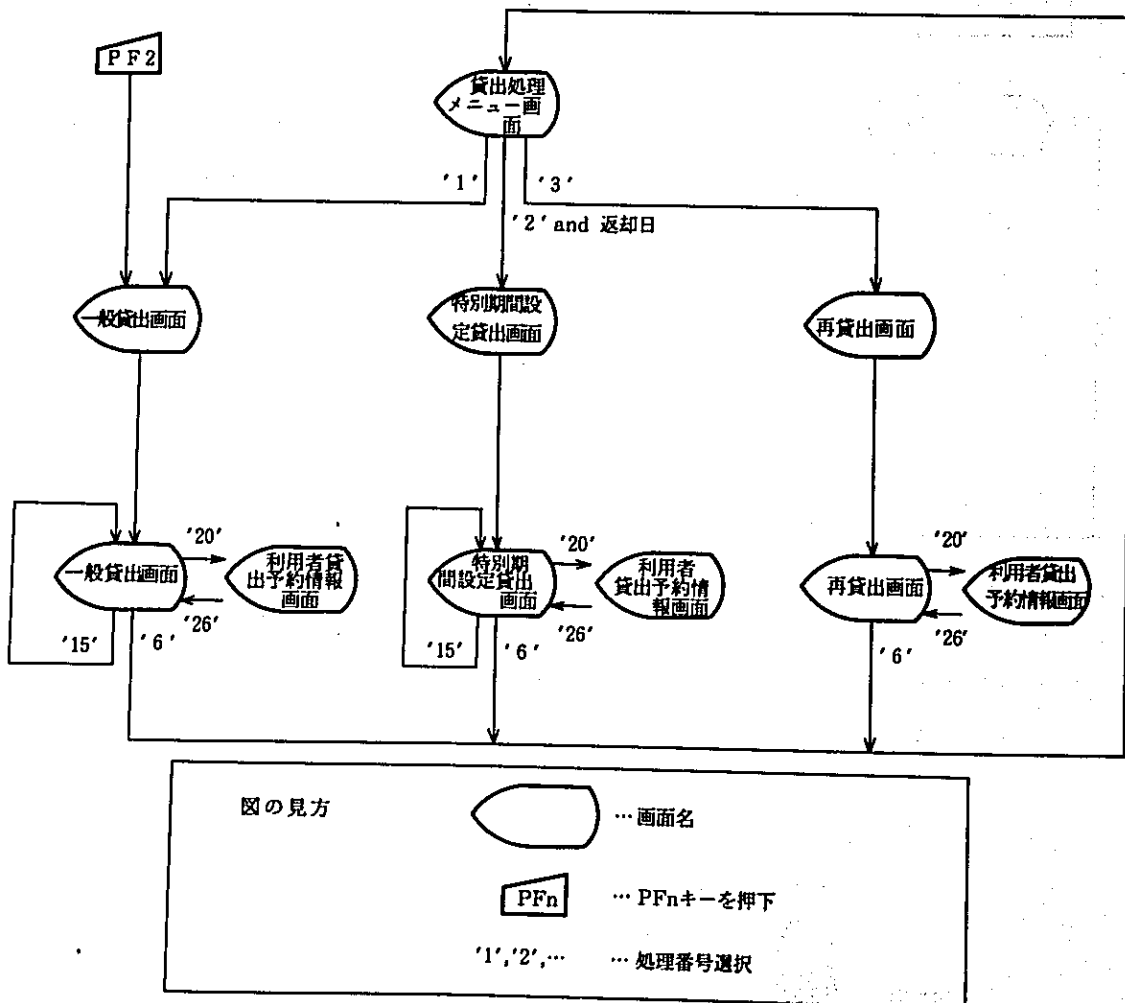 PF2
貸出処理
メニュー画
面
'1'
'3'
'2' and 返却日
一般貸出画面
特別期間設
定貸出画面
再貸出画面
'20'
'20'
'20'
一般貸出画面
利用者貸
出予約情報
画面
特別期
間設定貸出
画面
利用者
貸出予約情
報画面
再貸出画面
利用者貸出
予約情報画面
'26'
'26'
'26'
'15'
'6'
'15'
'6'
'6'
図の見方
…画面名
PFn
…PFnキーを押下
'1','2',…
…処理番号選択